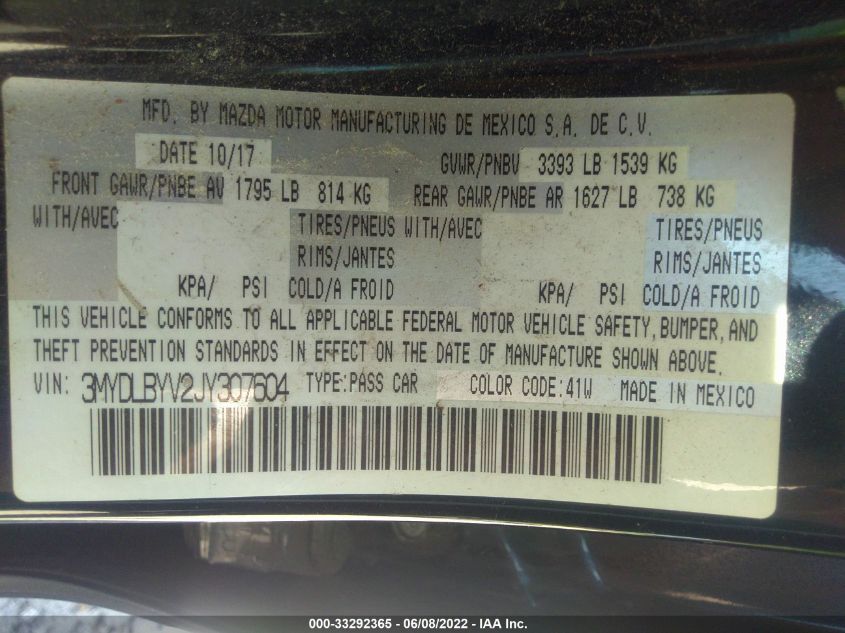 MFD. BY MAZDA MOTOR MANUFACTURING DE MEXICO S.A. DE C.V.
DATE 10/17 GVWR/PNBV 3393 LB 1539 KG
FRONT GAWR/PNBE AV 1795 LB 814 KG REAR GAWR/PNBE AR 1627 LB 738 KG
WITH/AVEC TIRES/PNEUS WITH/AVEC TIRES/PNEUS
RIMS/JANTES RIMS/JANTES
KPA/ PSI COLD/A FROID KPA/ PSI COLD/A FROID
THIS VEHICLE CONFORMS TO ALL APPLICABLE FEDERAL MOTOR VEHICLE SAFETY, BUMPER, AND
THEFT PREVENTION STANDARDS IN EFFECT ON THE DATE OF MANUFACTURE SHOWN ABOVE.
VIN: 3MYDLBYV2JY307604 TYPE:PASS CAR COLOR CODE:41W MADE IN MEXICO
000-33292365 - 06/08/2022 - IAA Inc.